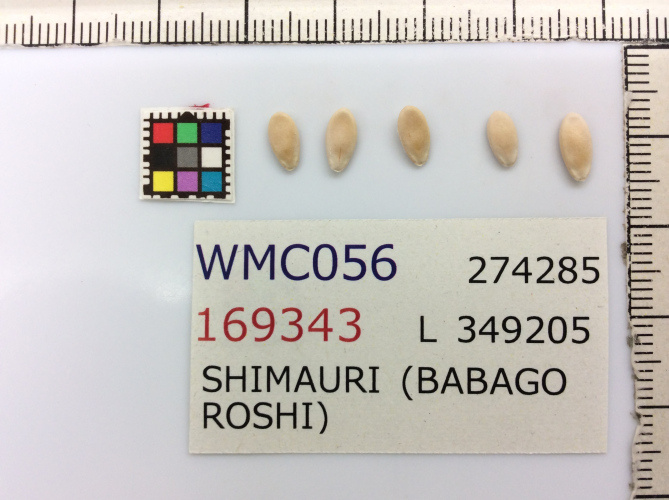 WMC056 274285
169343 L 349205
SHIMAURI (BABAGO
ROSHI)